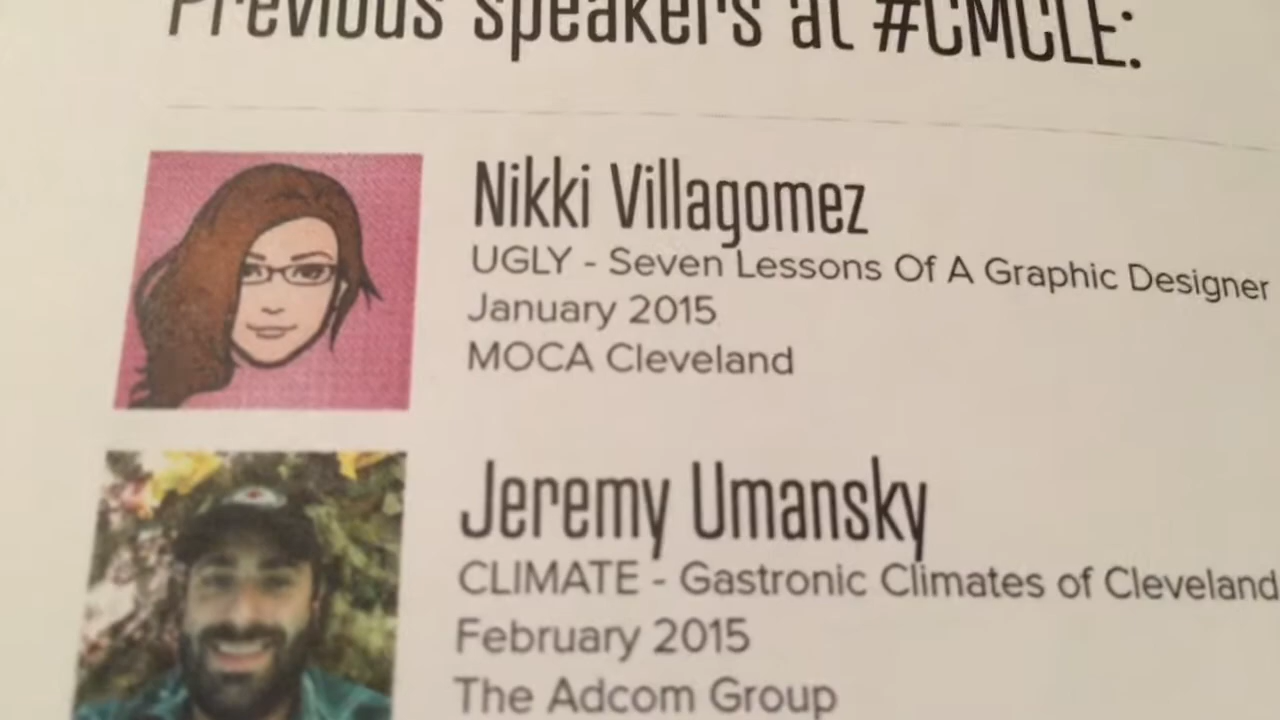 Previous speakers at #CMCLE:
Nikki Villagomez
UGLY - Seven Lessons Of A Graphic Designer
January 2015
MOCA Cleveland
Jeremy Umansky
CLIMATE - Gastronic Climates of Cleveland
February 2015
The Adcom Group